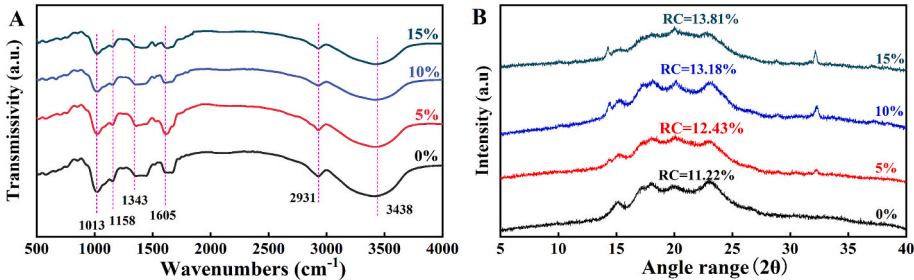 A
Transmissivity (a.u.)
15%
10%
5%
0%
1013
1158
1343
1605
2931
3438
500 1000 1500 2000 2500 3000 3500 4000
Wavenumbers (cm⁻¹)
B
Intensity (a.u)
RC=13.81%
15%
RC=13.18%
10%
RC=12.43%
5%
RC=11.22%
0%
5 10 15 20 25 30 35 40
Angle range (2θ)